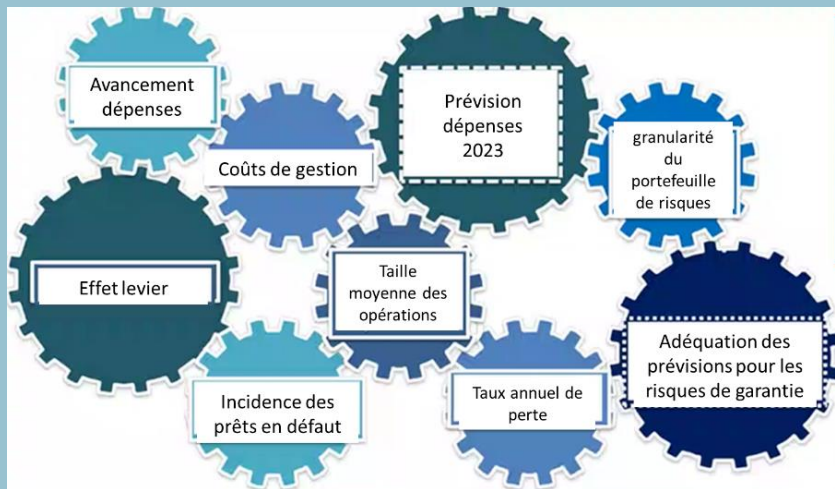 Avancement
dépenses
Coûts de gestion
Prévision
dépenses
2023
granularité
du
portefeuille
de risques
Effet levier
Taille
moyenne des
opérations
Adéquation des
prévisions pour les
risques de garantie
Incidence des
prêts en défaut
Taux annuel de
perte